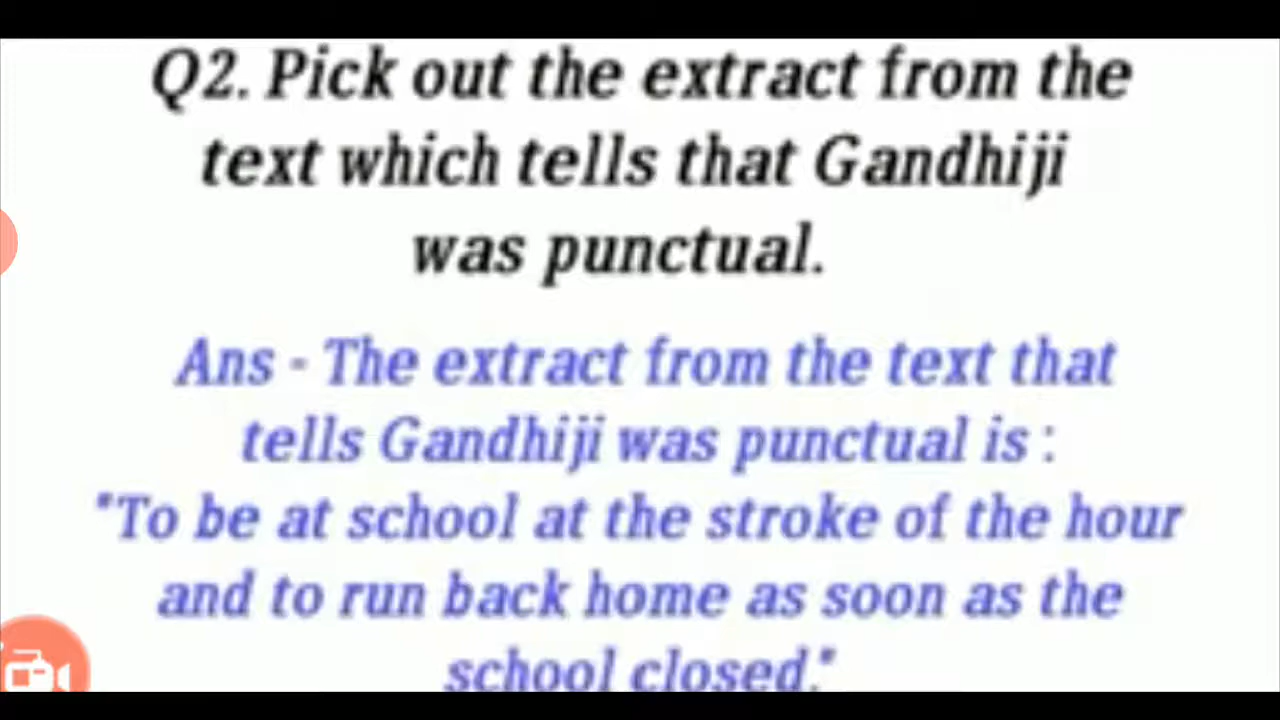 Q2. Pick out the extract from the
text which tells that Gandhiji
was punctual.
Ans - The extract from the text that
tells Gandhiji was punctual is :
"To be at school at the stroke of the hour
and to run back home as soon as the
school closed."